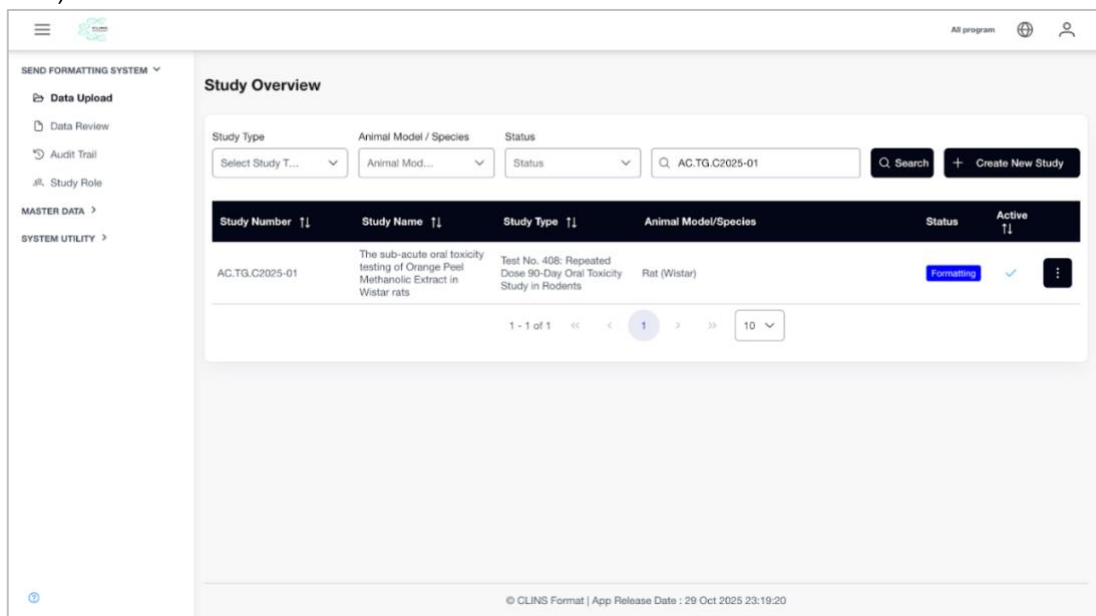 All program
SEND FORMATTING SYSTEM
Data Upload
Data Review
Audit Trail
Study Role
MASTER DATA
SYSTEM UTILITY
Study Overview
Study Type
Animal Model / Species
Status
Select Study T...
Animal Mod...
Status
AC.TG.C2025-01
Search
+ Create New Study
Study Number
Study Name
Study Type
Animal Model/Species
Status
Active
AC.TG.C2025-01
The sub-acute oral toxicity
testing of Orange Peel
Methanolic Extract in
Wistar rats
Test No. 408: Repeated
Dose 90-Day Oral Toxicity
Study in Rodents
Rat (Wistar)
Formatting
1 - 1 of 1 << < 1 > >> 10
© CLINS Format | App Release Date : 29 Oct 2025 23:19:20